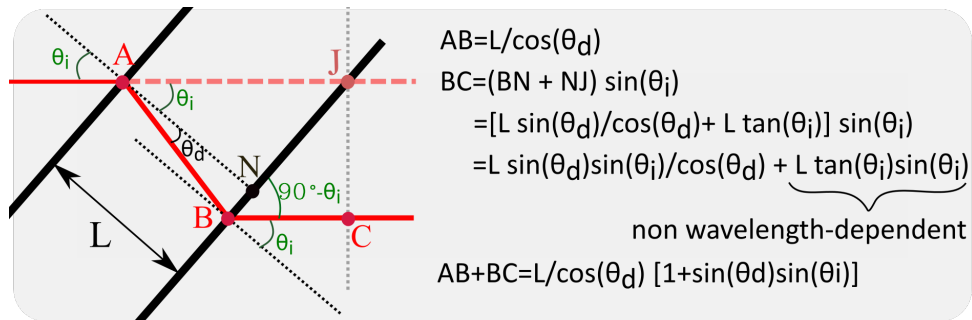 θi
A
J
θi
θd
N
90°-θi
B
C
θi
L
AB=L/cos(θd)
BC=(BN + NJ) sin(θi)
=[L sin(θd)/cos(θd)+ L tan(θi)] sin(θi)
=L sin(θd)sin(θi)/cos(θd) + L tan(θi)sin(θi)
non wavelength-dependent
AB+BC=L/cos(θd) [1+sin(θd)sin(θi)]